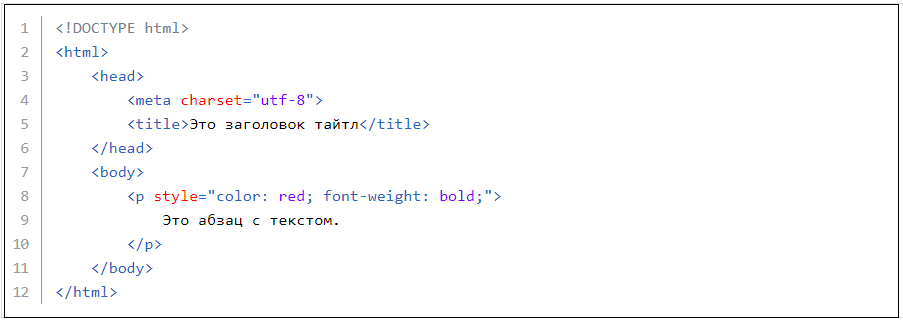 1 <!DOCTYPE html>
2 <html>
3     <head>
4         <meta charset="utf-8">
5         <title>Это заголовок тайтл</title>
6     </head>
7     <body>
8         <p style="color: red; font-weight: bold;">
9             Это абзац с текстом.
10         </p>
11     </body>
12 </html>